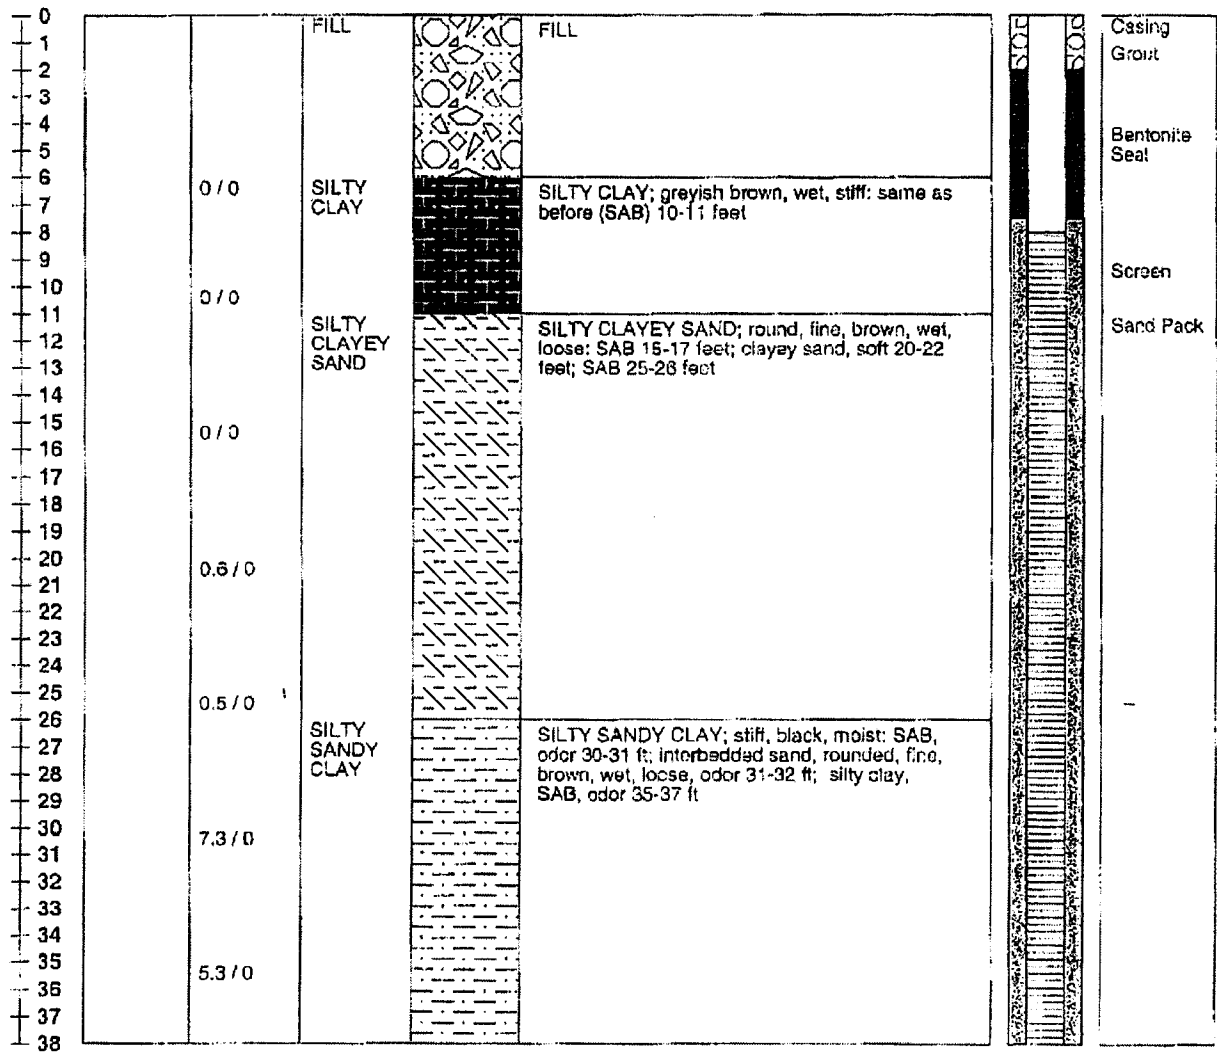 0
1
2
3
4
5
6
7
8
9
10
11
12
13
14
15
16
17
18
19
20
21
22
23
24
25
26
27
28
29
30
31
32
33
34
35
36
37
38
0 / 0
0 / 0
0 / 0
0.6 / 0
0.5 / 0
7.3 / 0
5.3 / 0
FILL
SILTY
CLAY
SILTY
CLAYEY
SAND
SILTY
SANDY
CLAY
FILL
SILTY CLAY; greyish brown, wet, stiff: same as
before (SAB) 10-11 feet
SILTY CLAYEY SAND; round, fine, brown, wet,
loose: SAB 15-17 feet; clayey sand, soft 20-22
feet; SAB 25-26 feet
SILTY SANDY CLAY; stiff, black, moist: SAB,
odor 30-31 ft; interbedded sand, rounded, fine,
brown, wet, loose, odor 31-32 ft; silty clay,
SAB, odor 35-37 ft
Casing
Grout
Bentonite
Seal
Screen
Sand Pack